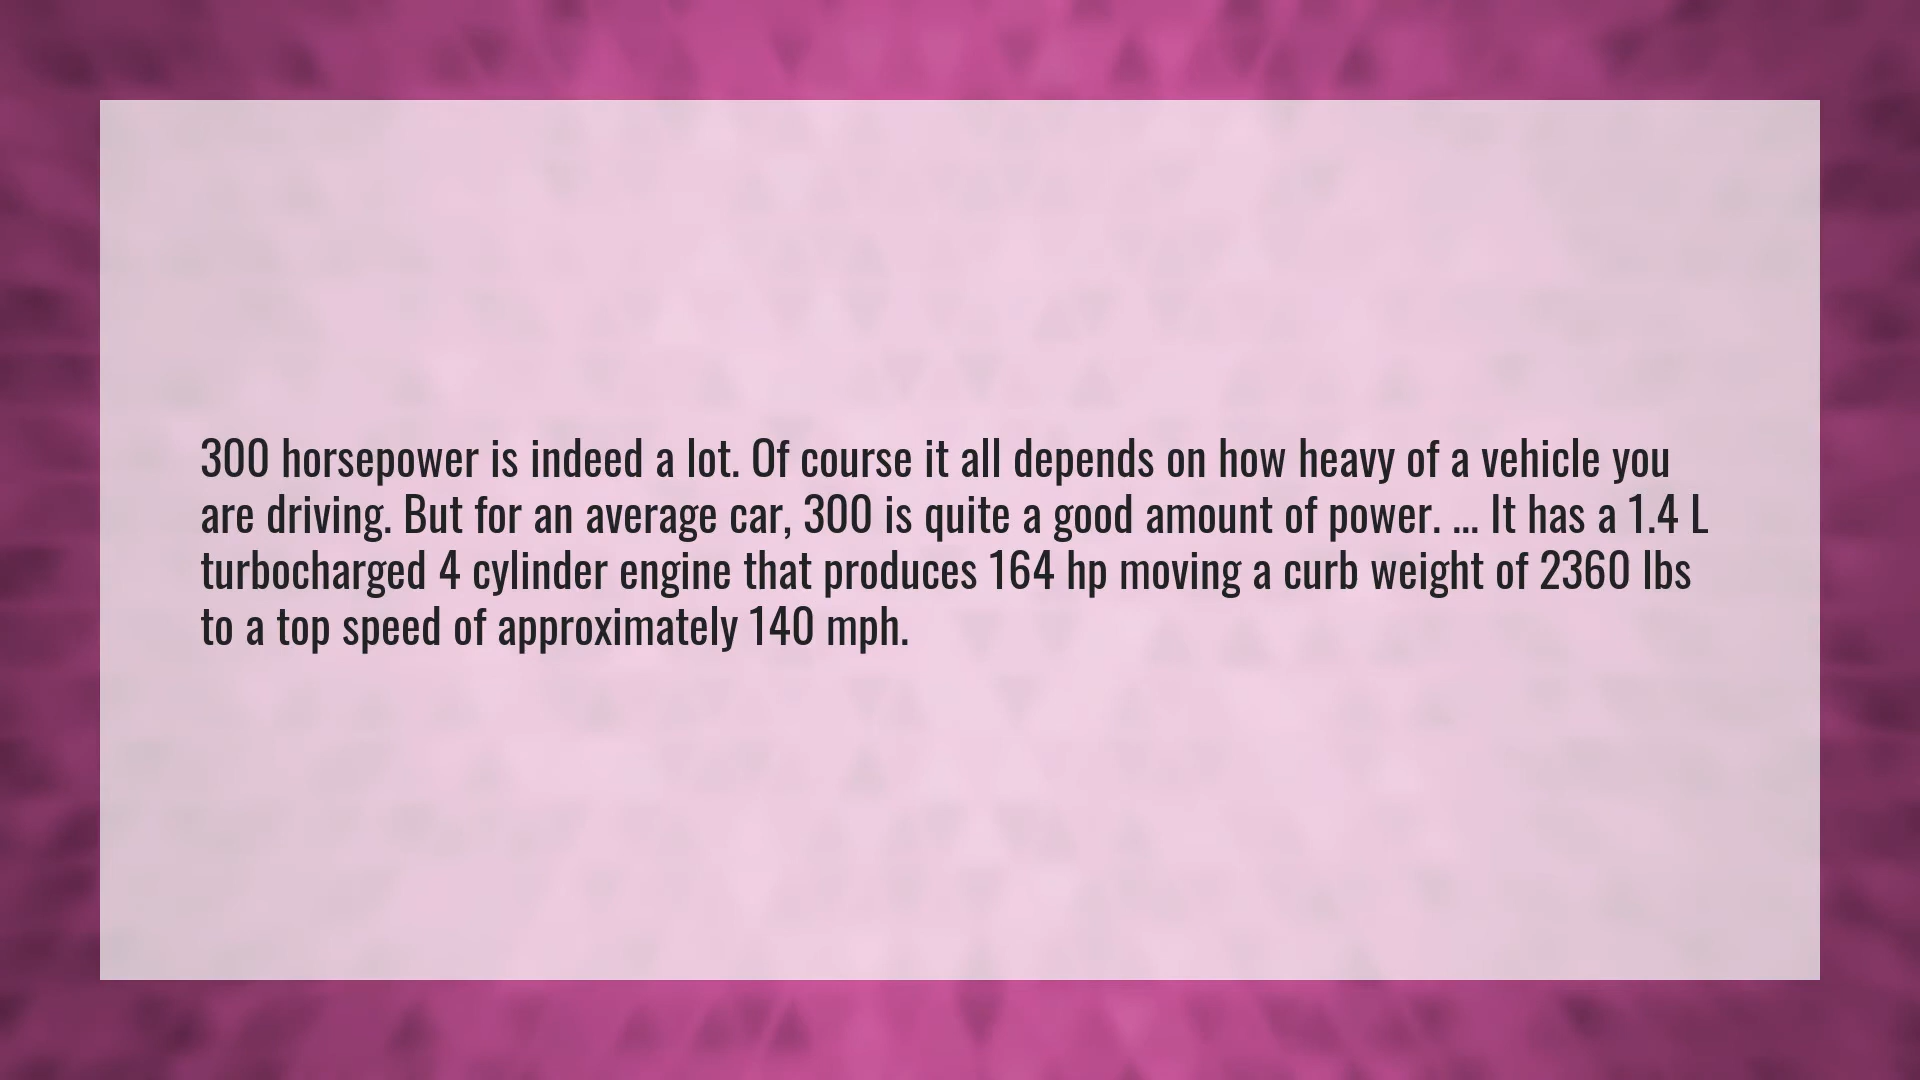 300 horsepower is indeed a lot. Of course it all depends on how heavy of a vehicle you
are driving. But for an average car, 300 is quite a good amount of power. ... It has a 1.4 L
turbocharged 4 cylinder engine that produces 164 hp moving a curb weight of 2360 lbs
to a top speed of approximately 140 mph.